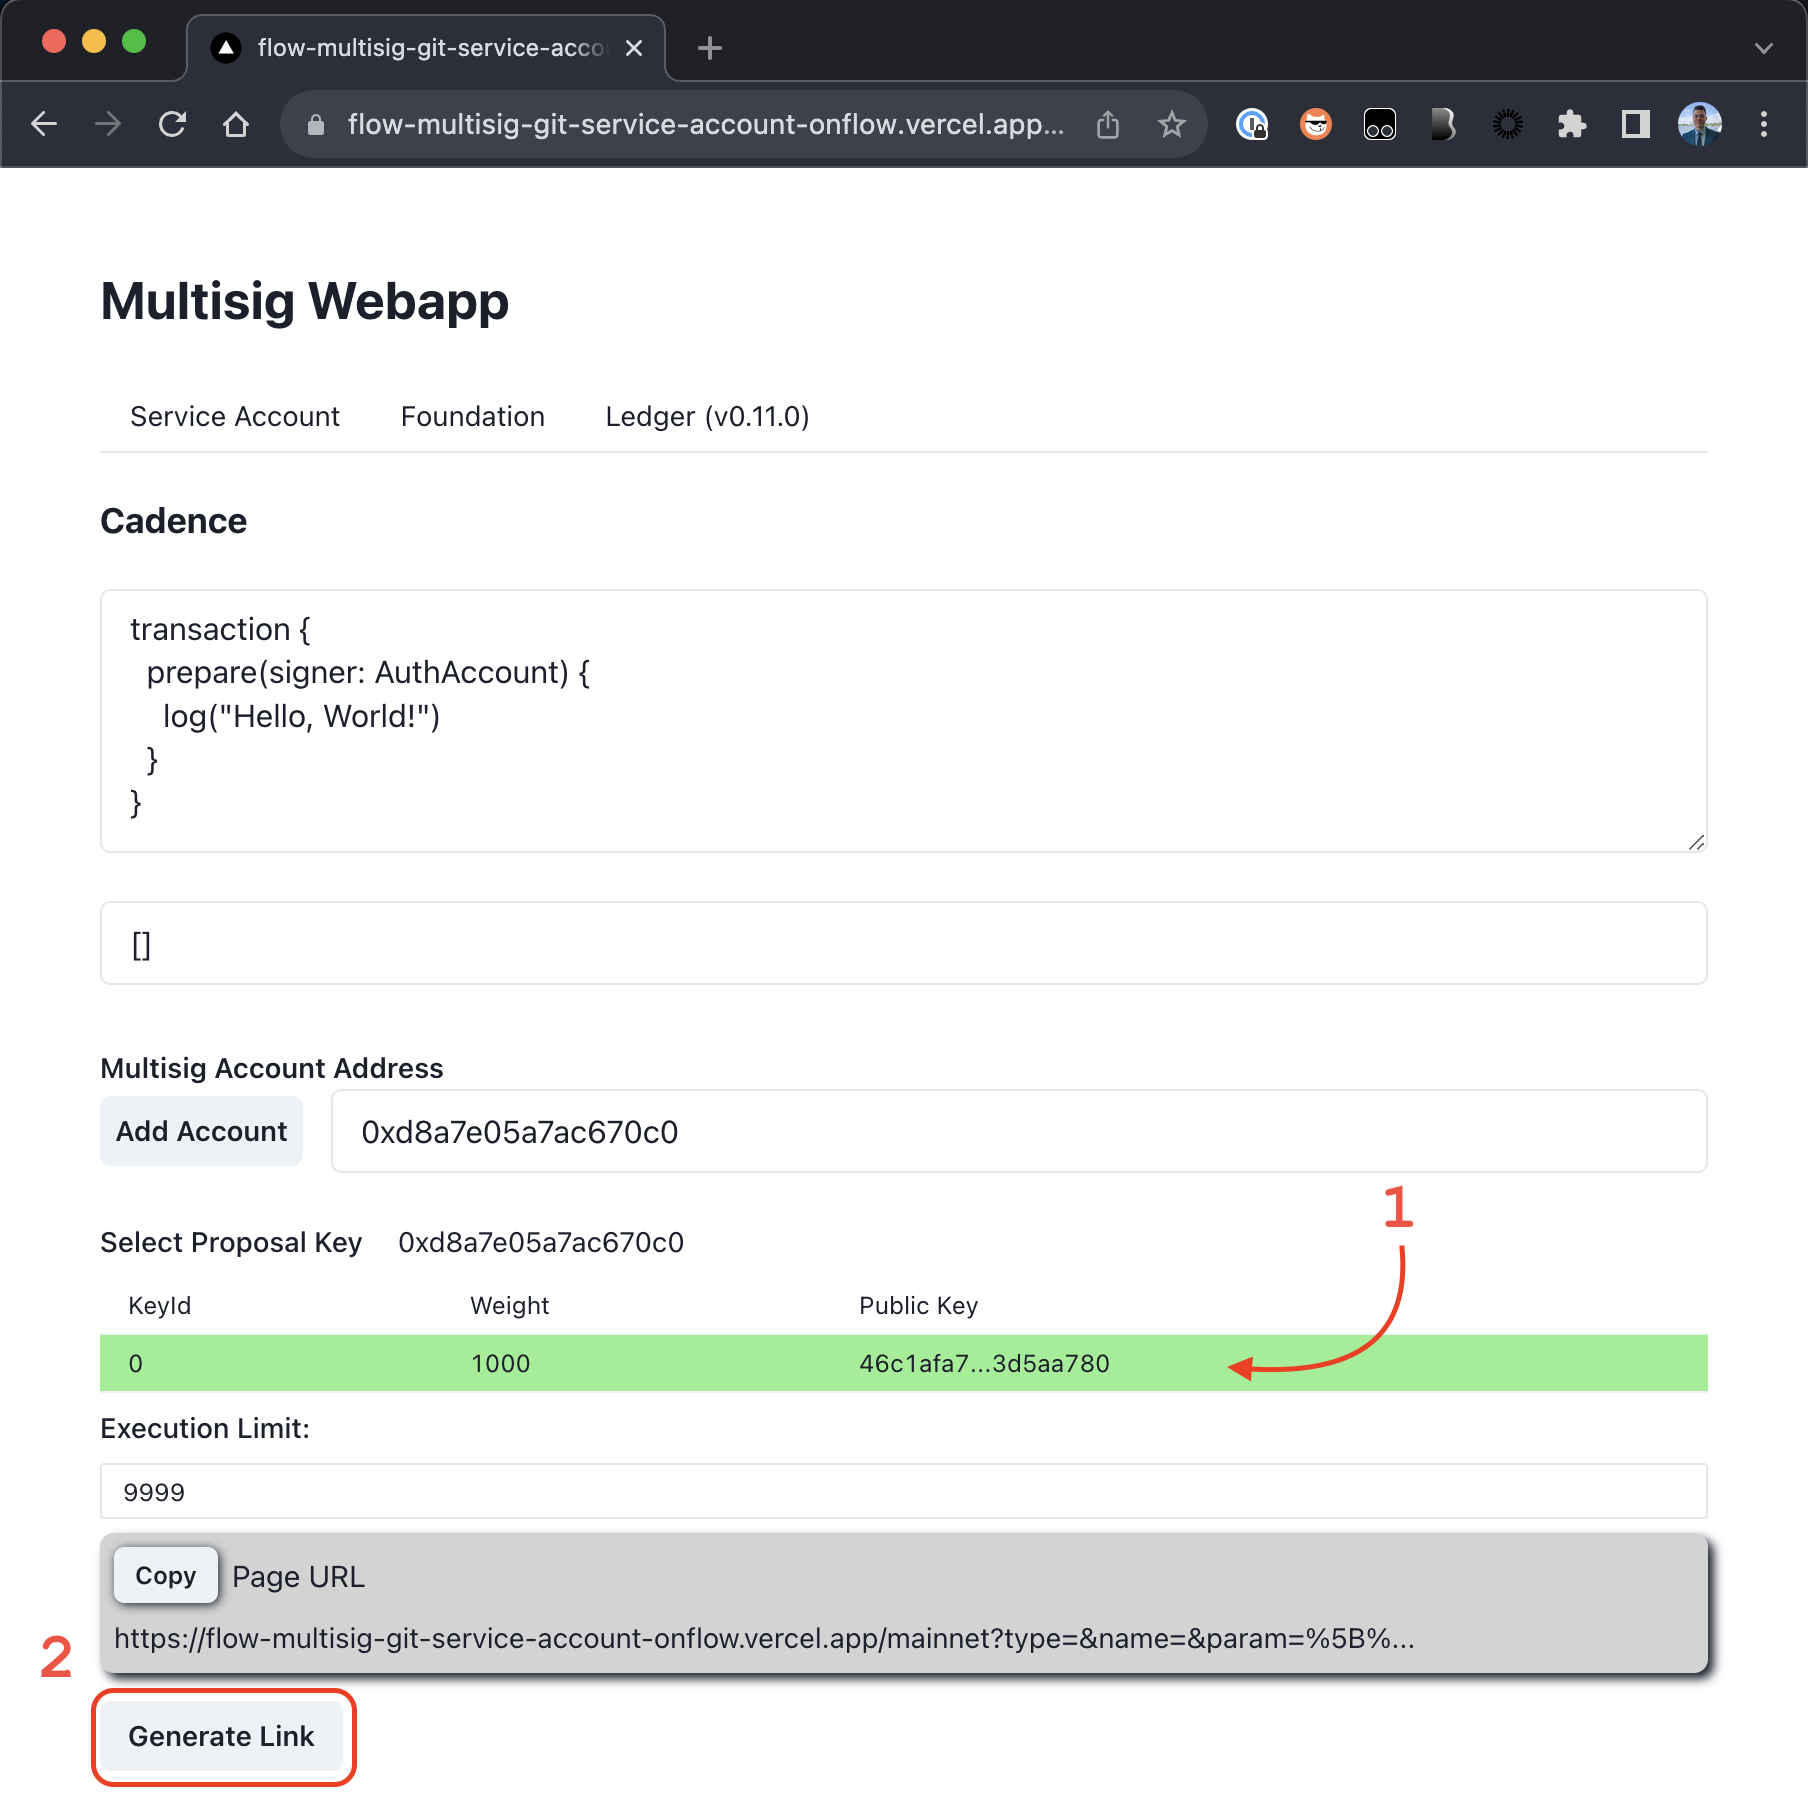 flow-multisig-git-service-acco
flow-multisig-git-service-account-onflow.vercel.app...
Multisig Webapp
Service Account Foundation Ledger (v0.11.0)
Cadence
transaction {
prepare(signer: AuthAccount) {
log("Hello, World!")
}
}
[]
Multisig Account Address
Add Account 0xd8a7e05a7ac670c0
1
Select Proposal Key 0xd8a7e05a7ac670c0
KeyId Weight Public Key
0 1000 46c1afa7...3d5aa780
Execution Limit:
9999
Copy Page URL
https://flow-multisig-git-service-account-onflow.vercel.app/mainnet?type=&name=&param=%5B%...
2
Generate Link